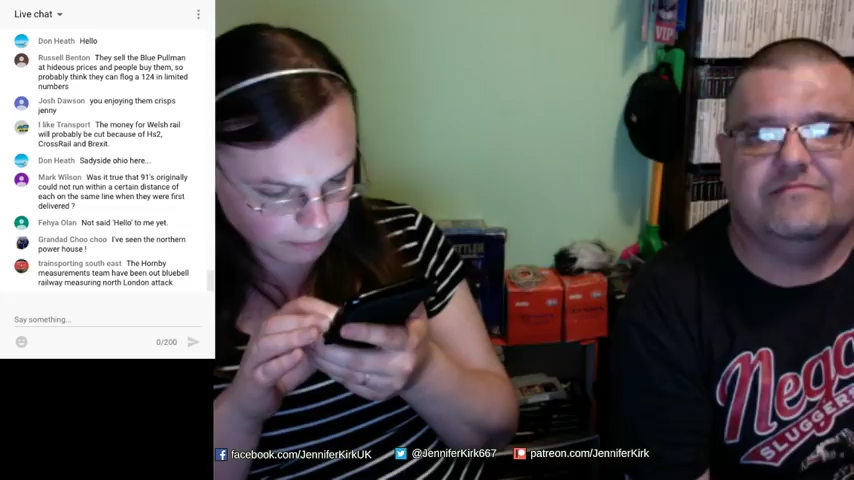 Live chat
Don Heath Hello
Russell Benton They sell the Blue Pullman
at hideous prices and people buy them, so
probably think they can flog a 124 in limited
numbers
Josh Dawson you enjoying them crisps
jenny
I like Transport The money for Welsh rail
will probably be cut because of Hs2,
CrossRail and Brexit.
Don Heath Sadyside ohio here...
Mark Wilson Was it true that 91's originally
could not run within a certain distance of
each on the same line when they were first
delivered ?
Fehya Olan Not said 'Hello' to me yet.
Grandad Choo choo I've seen the northern
power house !
trainsporting south east The Hornby
measurements team have been out bluebell
railway measuring north London attack
Say something...
0/200
VIP
SLUGGERS
facebook.com/JenniferKirkUK
@JenniferKirk667
patreon.com/JenniferKirk